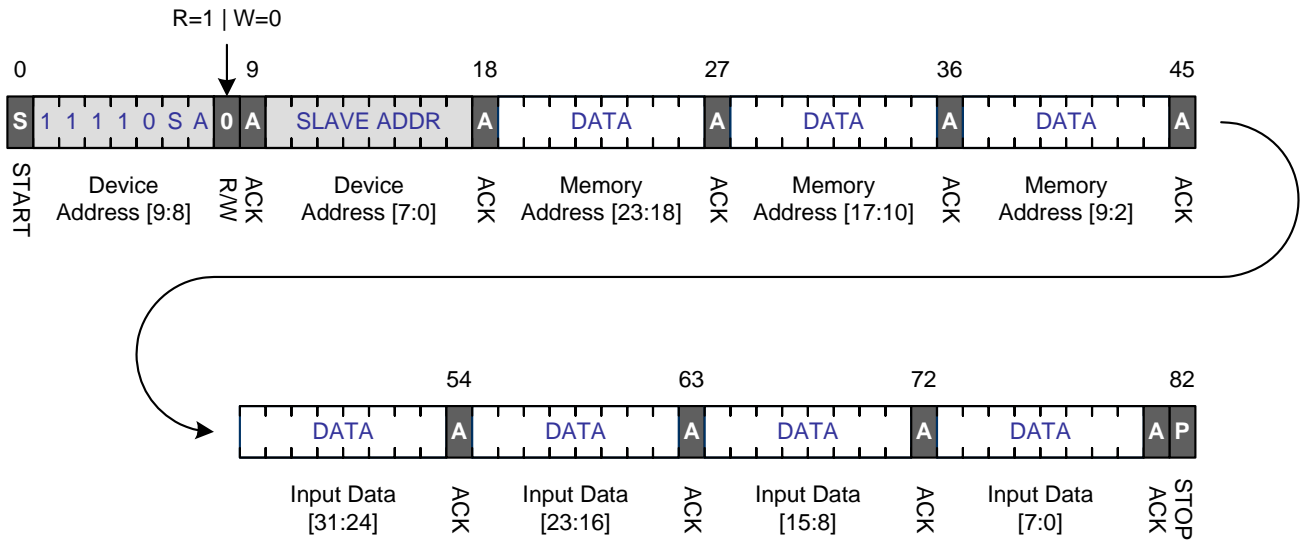 R=1 | W=0
0 9 18 27 36 45
S 1 1 1 1 0 S A 0 A SLAVE ADDR A DATA A DATA A DATA A
START Device Address [9:8] R/W ACK Device Address [7:0] ACK Memory Address [23:18] ACK Memory Address [17:10] ACK Memory Address [9:2] ACK
54 63 72 82
DATA A DATA A DATA A DATA A P
Input Data [31:24] ACK Input Data [23:16] ACK Input Data [15:8] ACK Input Data [7:0] ACK STOP